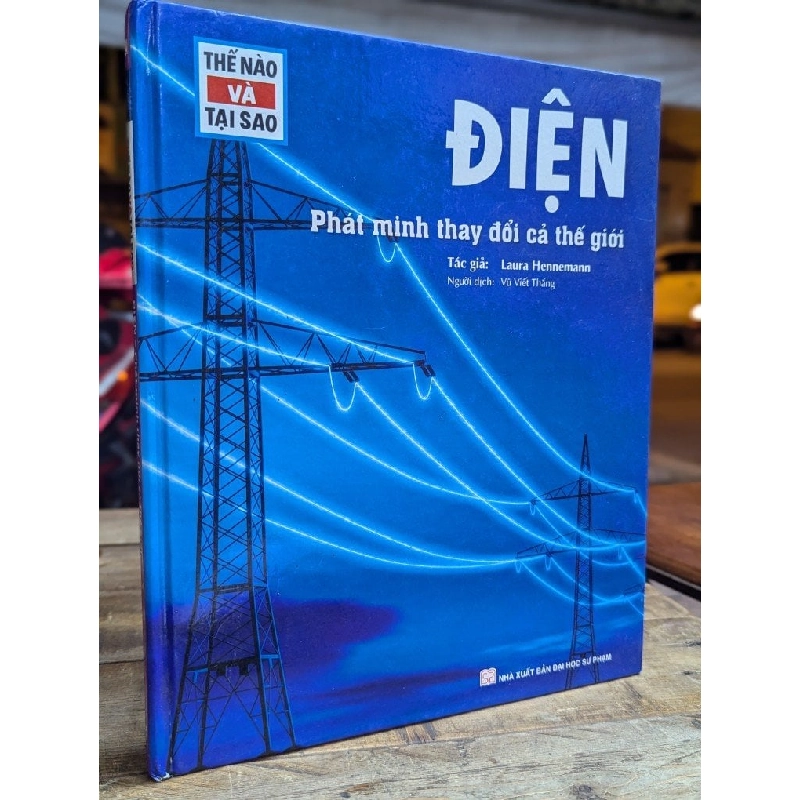 THẾ NÀO
VÀ
TẠI SAO
ĐIỆN
Phát minh thay đổi cả thế giới
Tác giả: Laura Hennemann
Người dịch: Vũ Viết Thắng
NHÀ XUẤT BẢN ĐẠI HỌC SƯ PHẠM